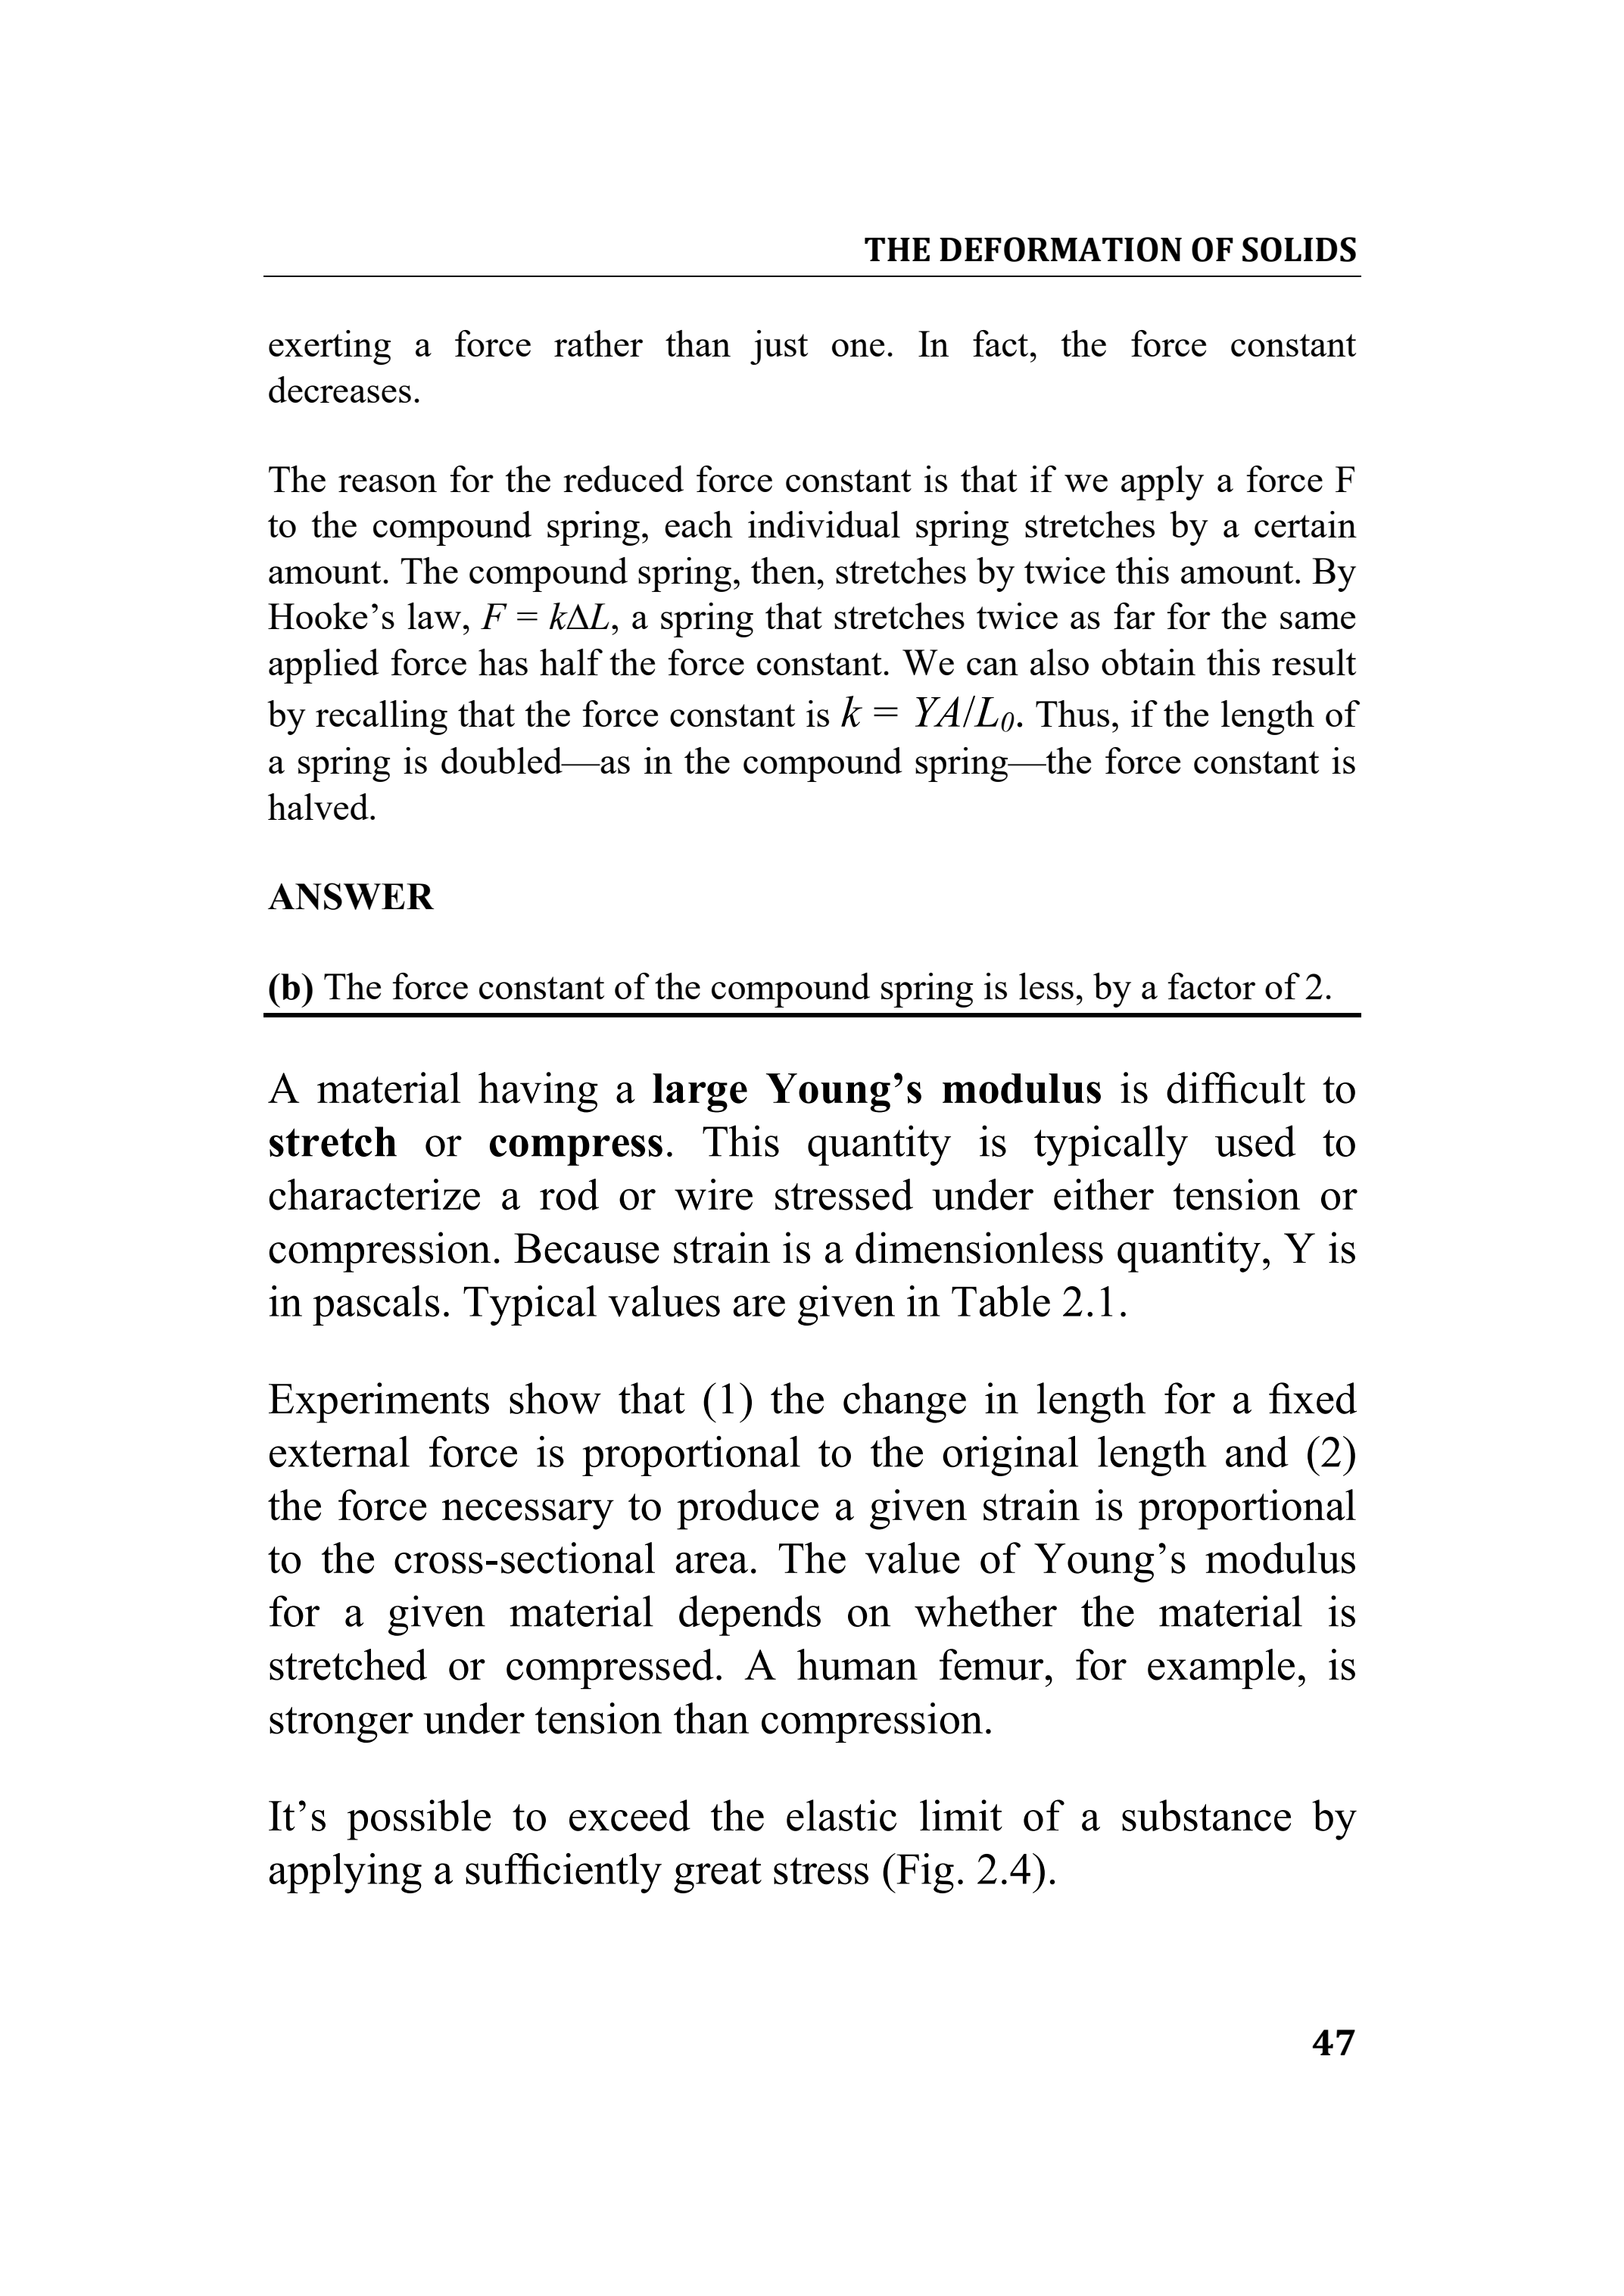 THE DEFORMATION OF SOLIDS
exerting a force rather than just one. In fact, the force constant
decreases.
The reason for the reduced force constant is that if we apply a force F
to the compound spring, each individual spring stretches by a certain
amount. The compound spring, then, stretches by twice this amount. By
Hooke’s law, F = kΔL, a spring that stretches twice as far for the same
applied force has half the force constant. We can also obtain this result
by recalling that the force constant is k = YA/L₀. Thus, if the length of
a spring is doubled—as in the compound spring—the force constant is
halved.
ANSWER
(b) The force constant of the compound spring is less, by a factor of 2.
A material having a large Young’s modulus is difficult to
stretch or compress. This quantity is typically used to
characterize a rod or wire stressed under either tension or
compression. Because strain is a dimensionless quantity, Y is
in pascals. Typical values are given in Table 2.1.
Experiments show that (1) the change in length for a fixed
external force is proportional to the original length and (2)
the force necessary to produce a given strain is proportional
to the cross-sectional area. The value of Young’s modulus
for a given material depends on whether the material is
stretched or compressed. A human femur, for example, is
stronger under tension than compression.
It’s possible to exceed the elastic limit of a substance by
applying a sufficiently great stress (Fig. 2.4).
47